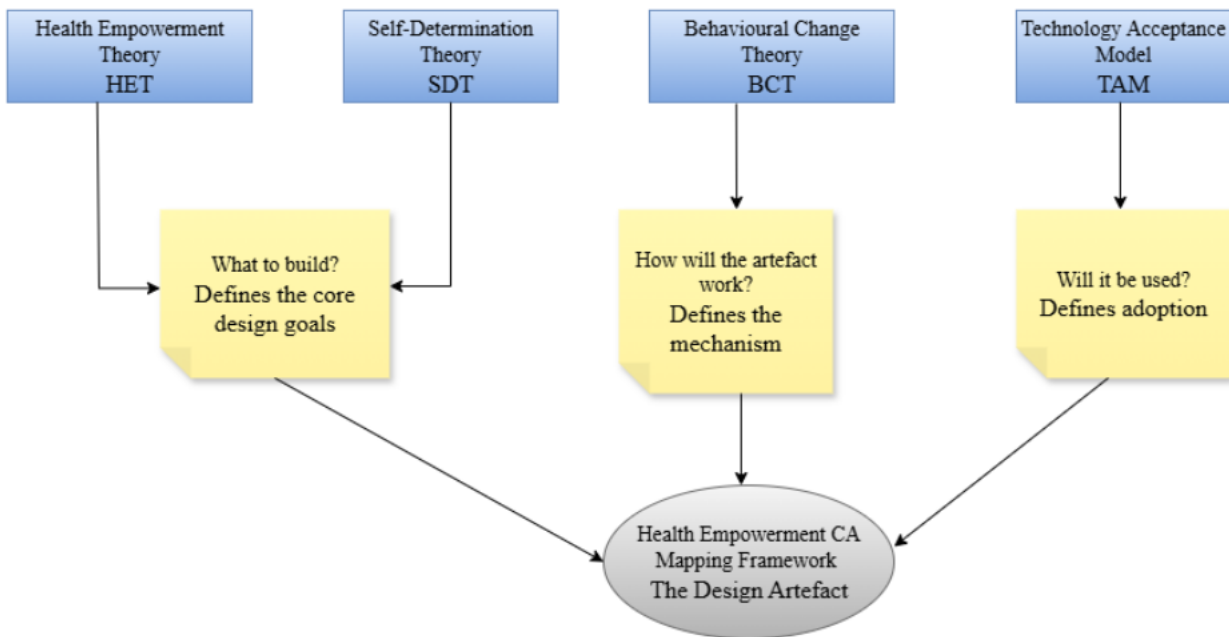 Health Empowerment
Theory
HET
Self-Determination
Theory
SDT
Behavioural Change
Theory
BCT
Technology Acceptance
Model
TAM
What to build?
Defines the core
design goals
How will the artefact
work?
Defines the
mechanism
Will it be used?
Defines adoption
Health Empowerment CA
Mapping Framework
The Design Artefact